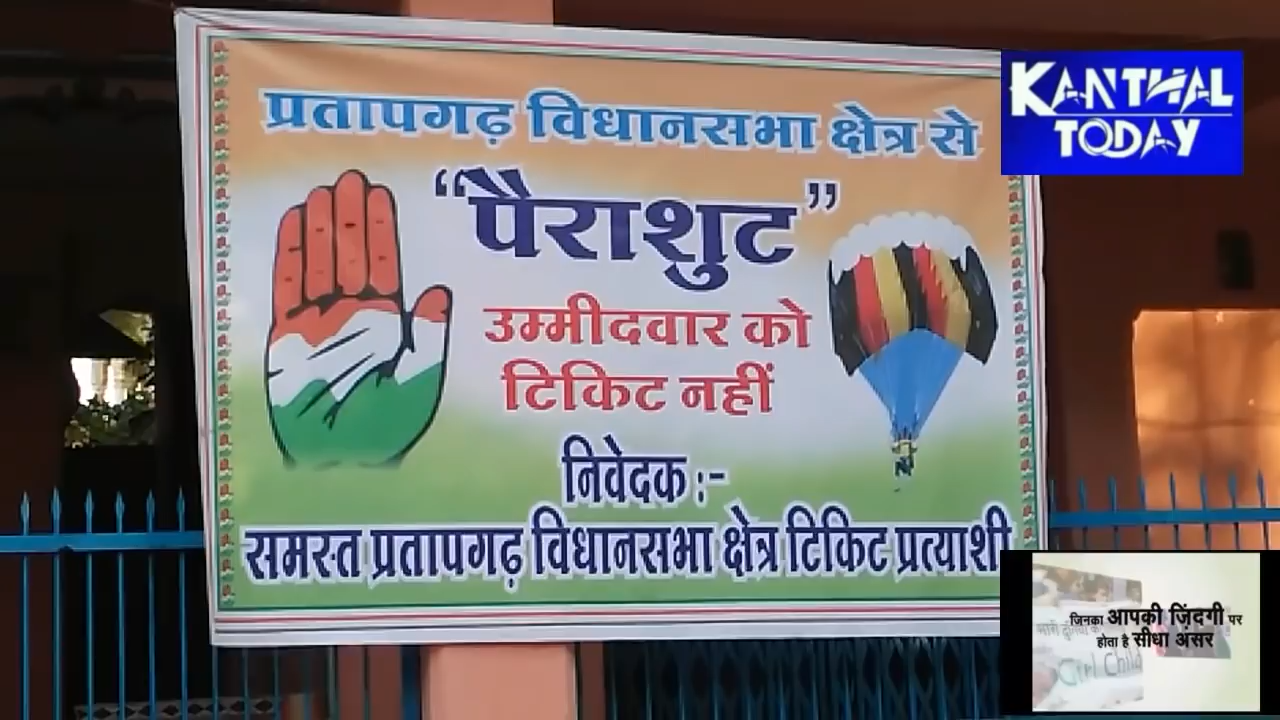 प्रतापगढ़ विधानसभा क्षेत्र से
"पैराशुट"
उम्मीदवार को
टिकिट नहीं
निवेदक :-
समस्त प्रतापगढ़ विधानसभा क्षेत्र टिकिट प्रत्याशी
KANTHAL
TODAY
जिनका आपकी ज़िंदगी पर
होता है सीधा असर
Girl Child